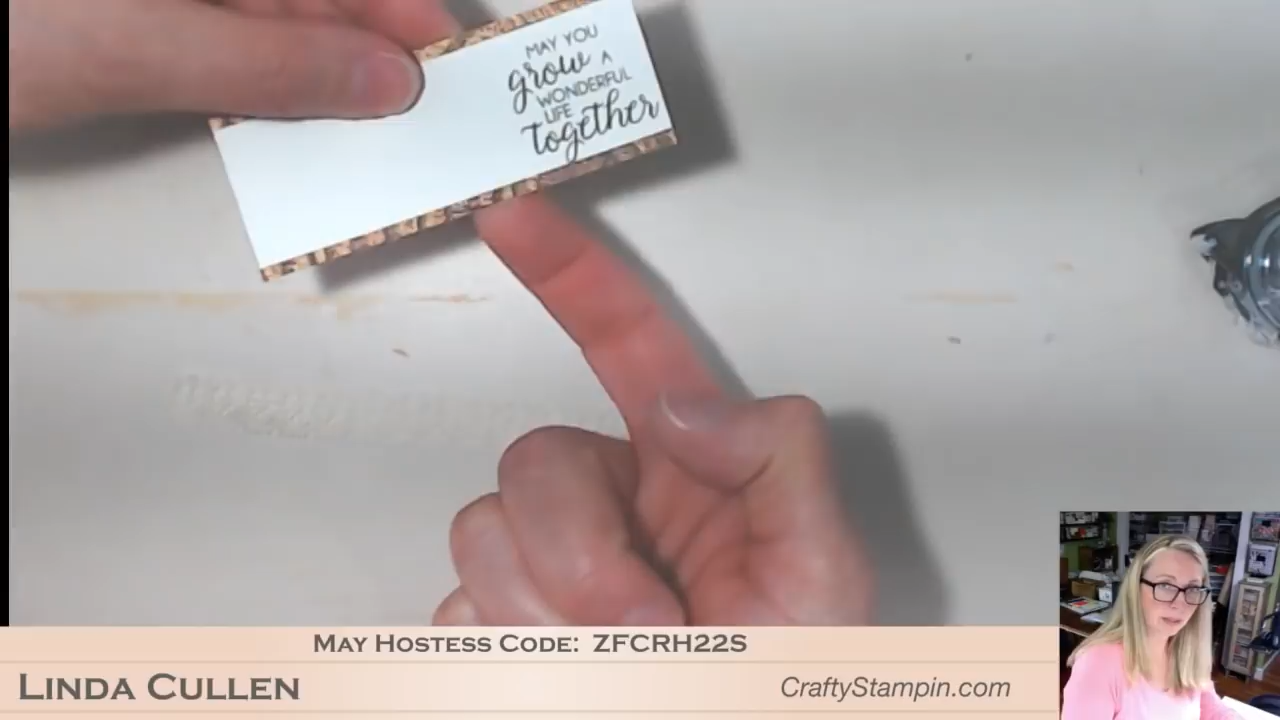 MAY YOU
grow A
WONDERFUL
LIFE
together
MAY HOSTESS CODE: ZFCRH22S
LINDA CULLEN
CraftyStampin.com